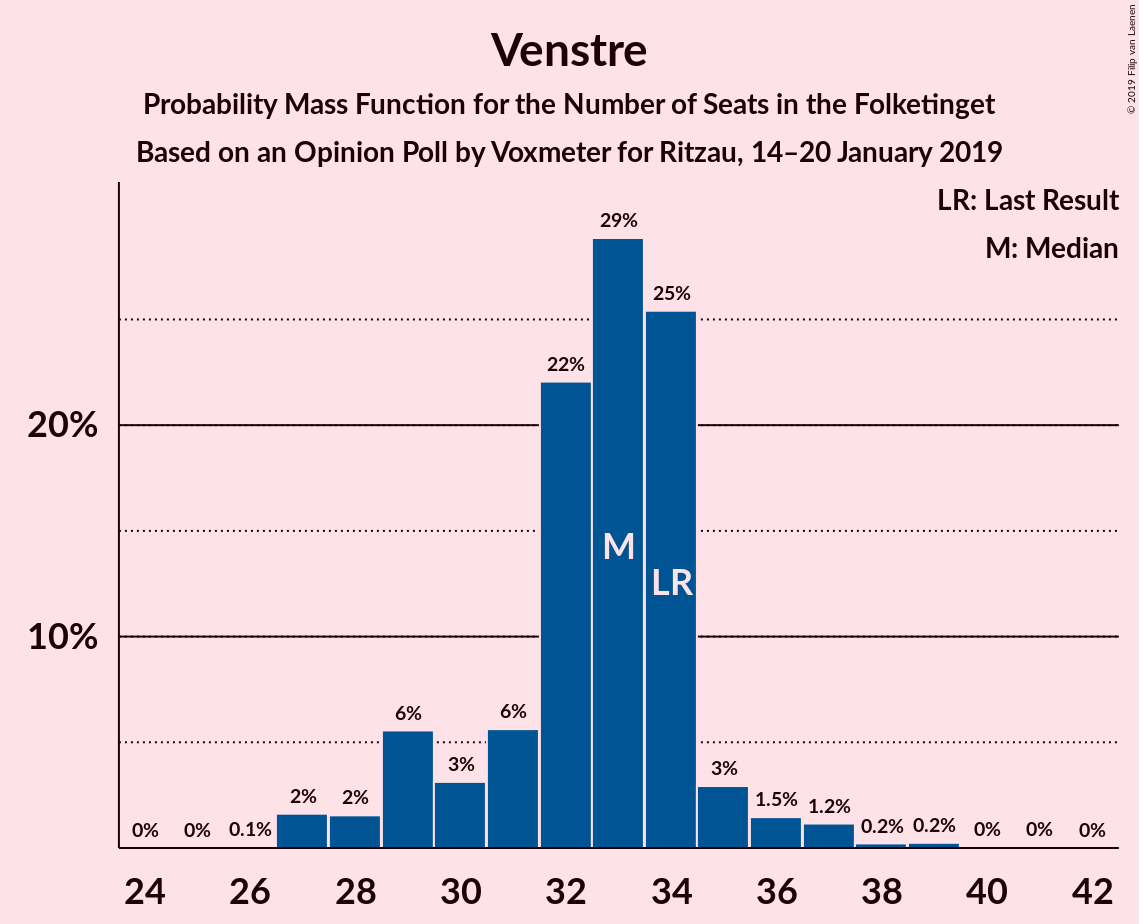 Venstre
Probability Mass Function for the Number of Seats in the Folketinget
Based on an Opinion Poll by Voxmeter for Ritzau, 14–20 January 2019
© 2019 Filip van Laenen
LR: Last Result
M: Median
29%
25%
22%
20%
M
LR
10%
6%
6%
3%
3%
2%
2%
1.5%
1.2%
0%
0%
0.1%
0.2%
0.2%
0%
0%
0%
24 26 28 30 32 34 36 38 40 42